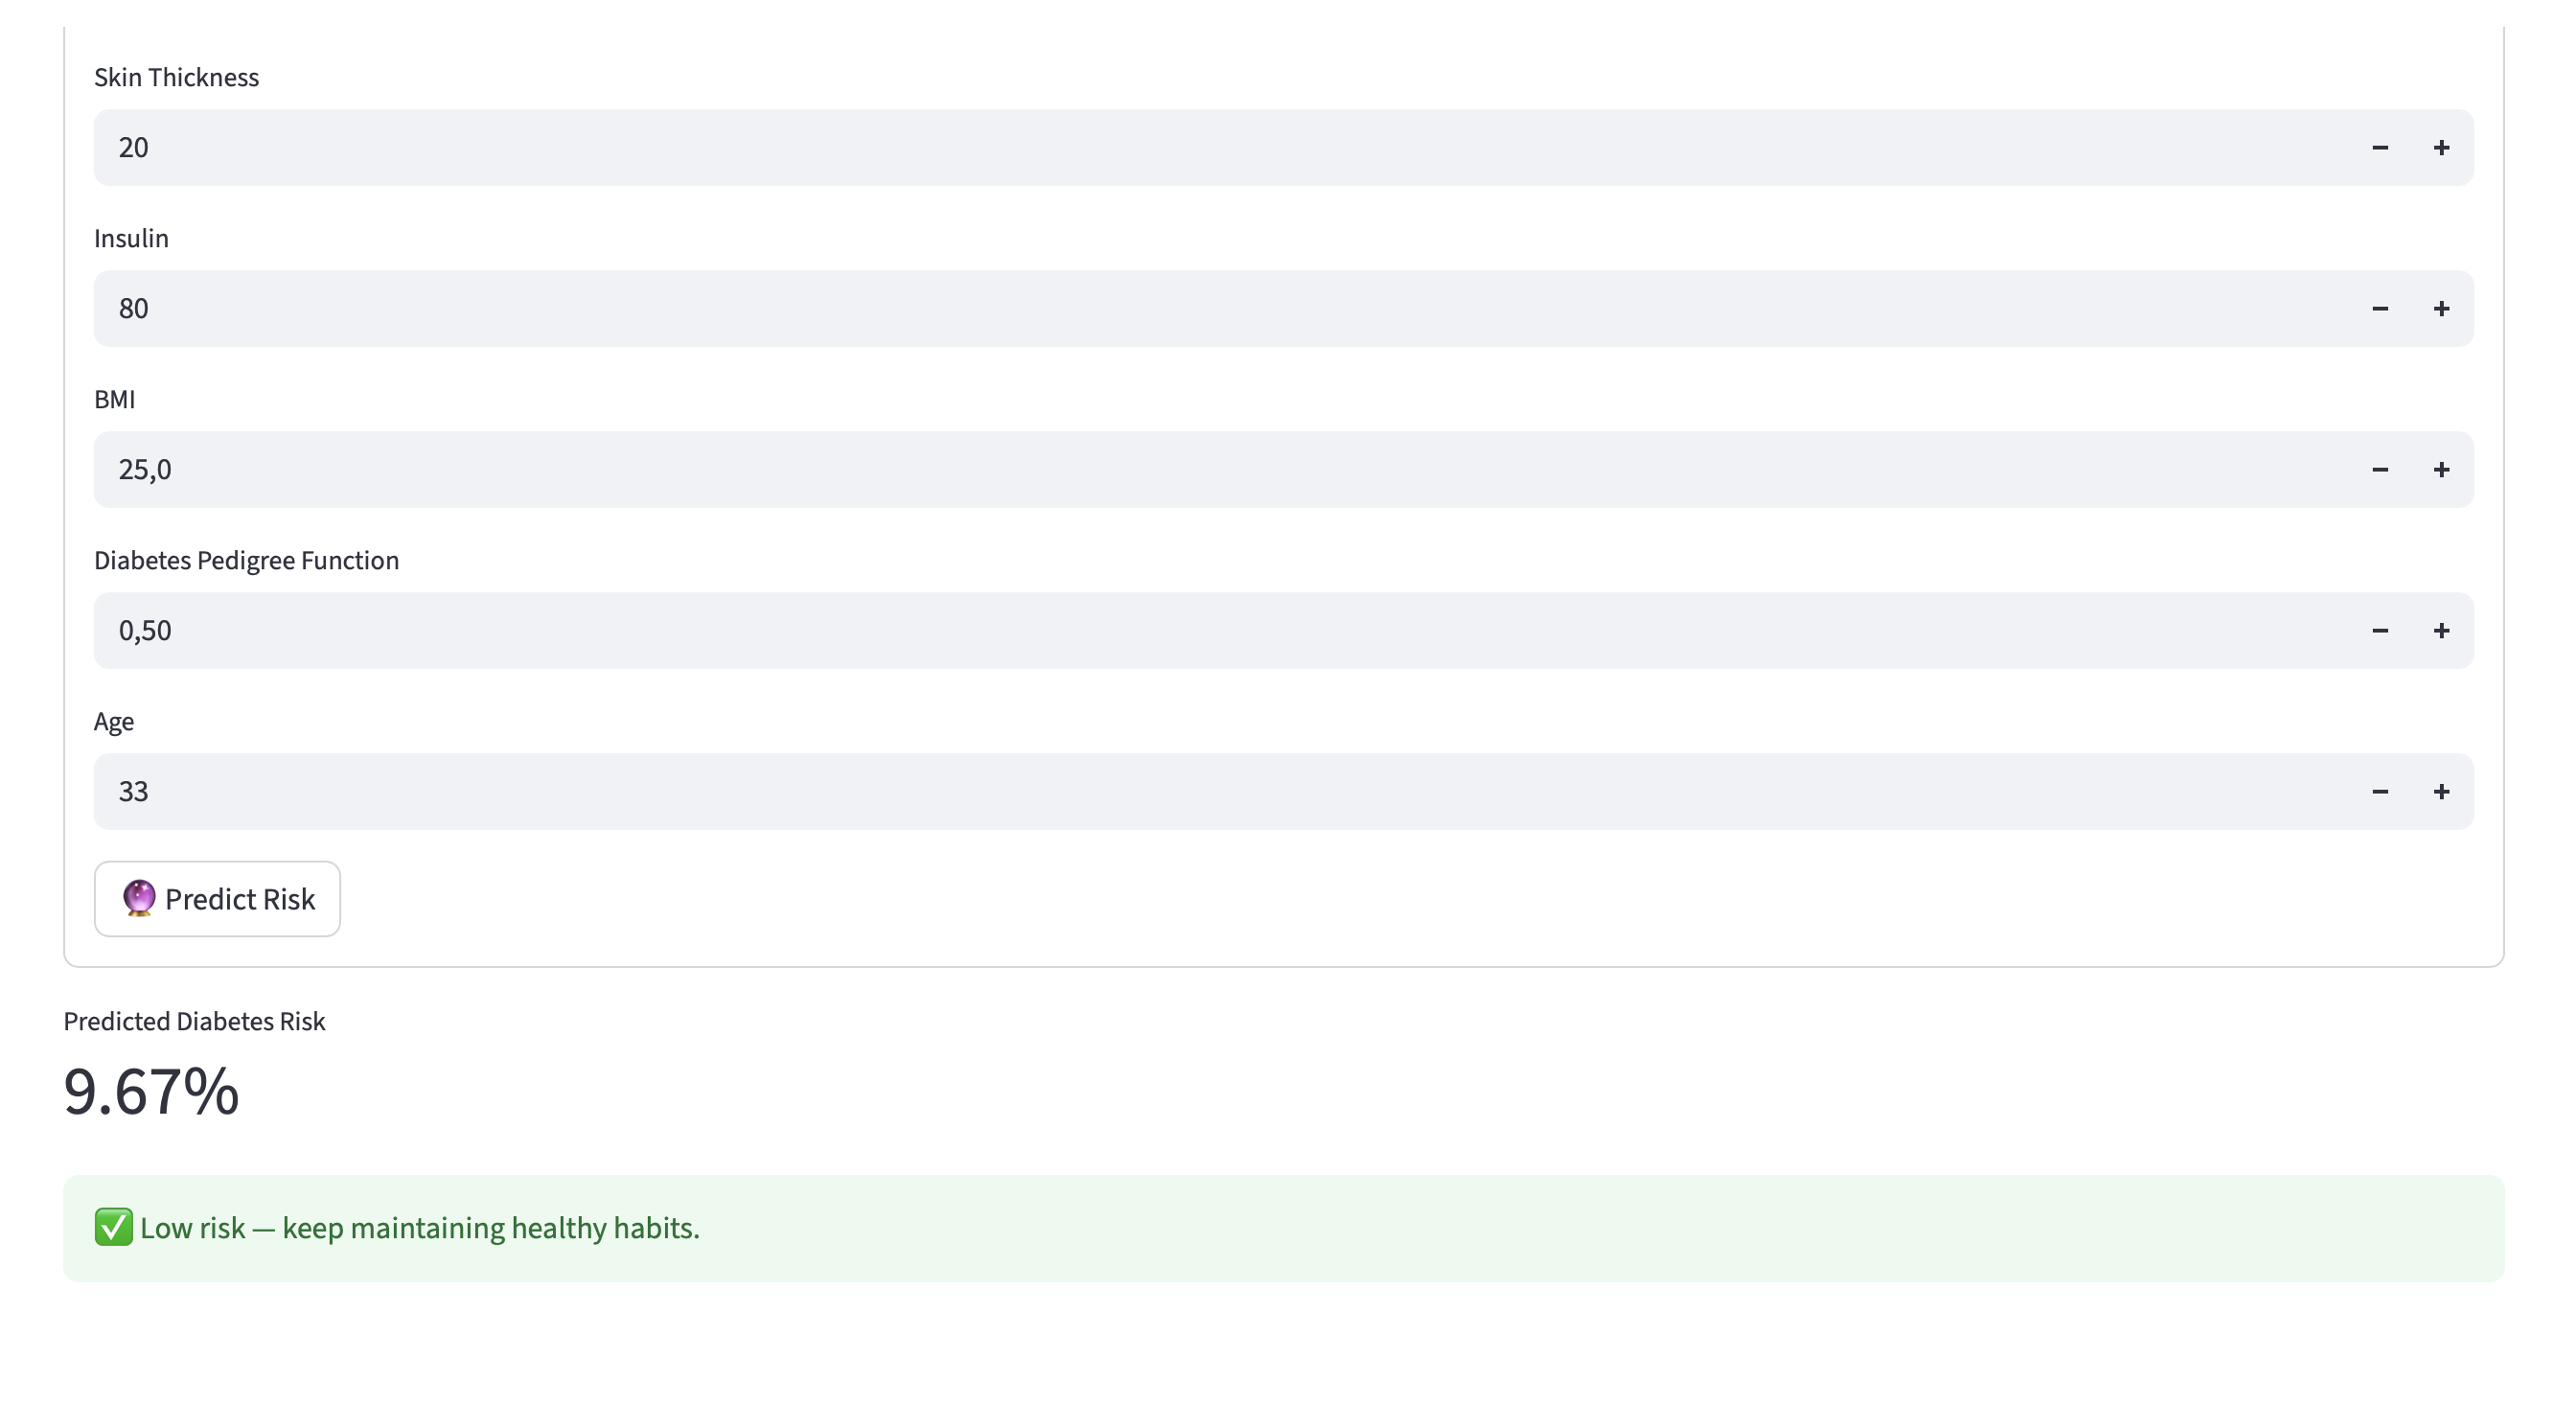 Skin Thickness
20
Insulin
80
BMI
25,0
Diabetes Pedigree Function
0,50
Age
33
🔮 Predict Risk
Predicted Diabetes Risk
9.67%
✅ Low risk — keep maintaining healthy habits.